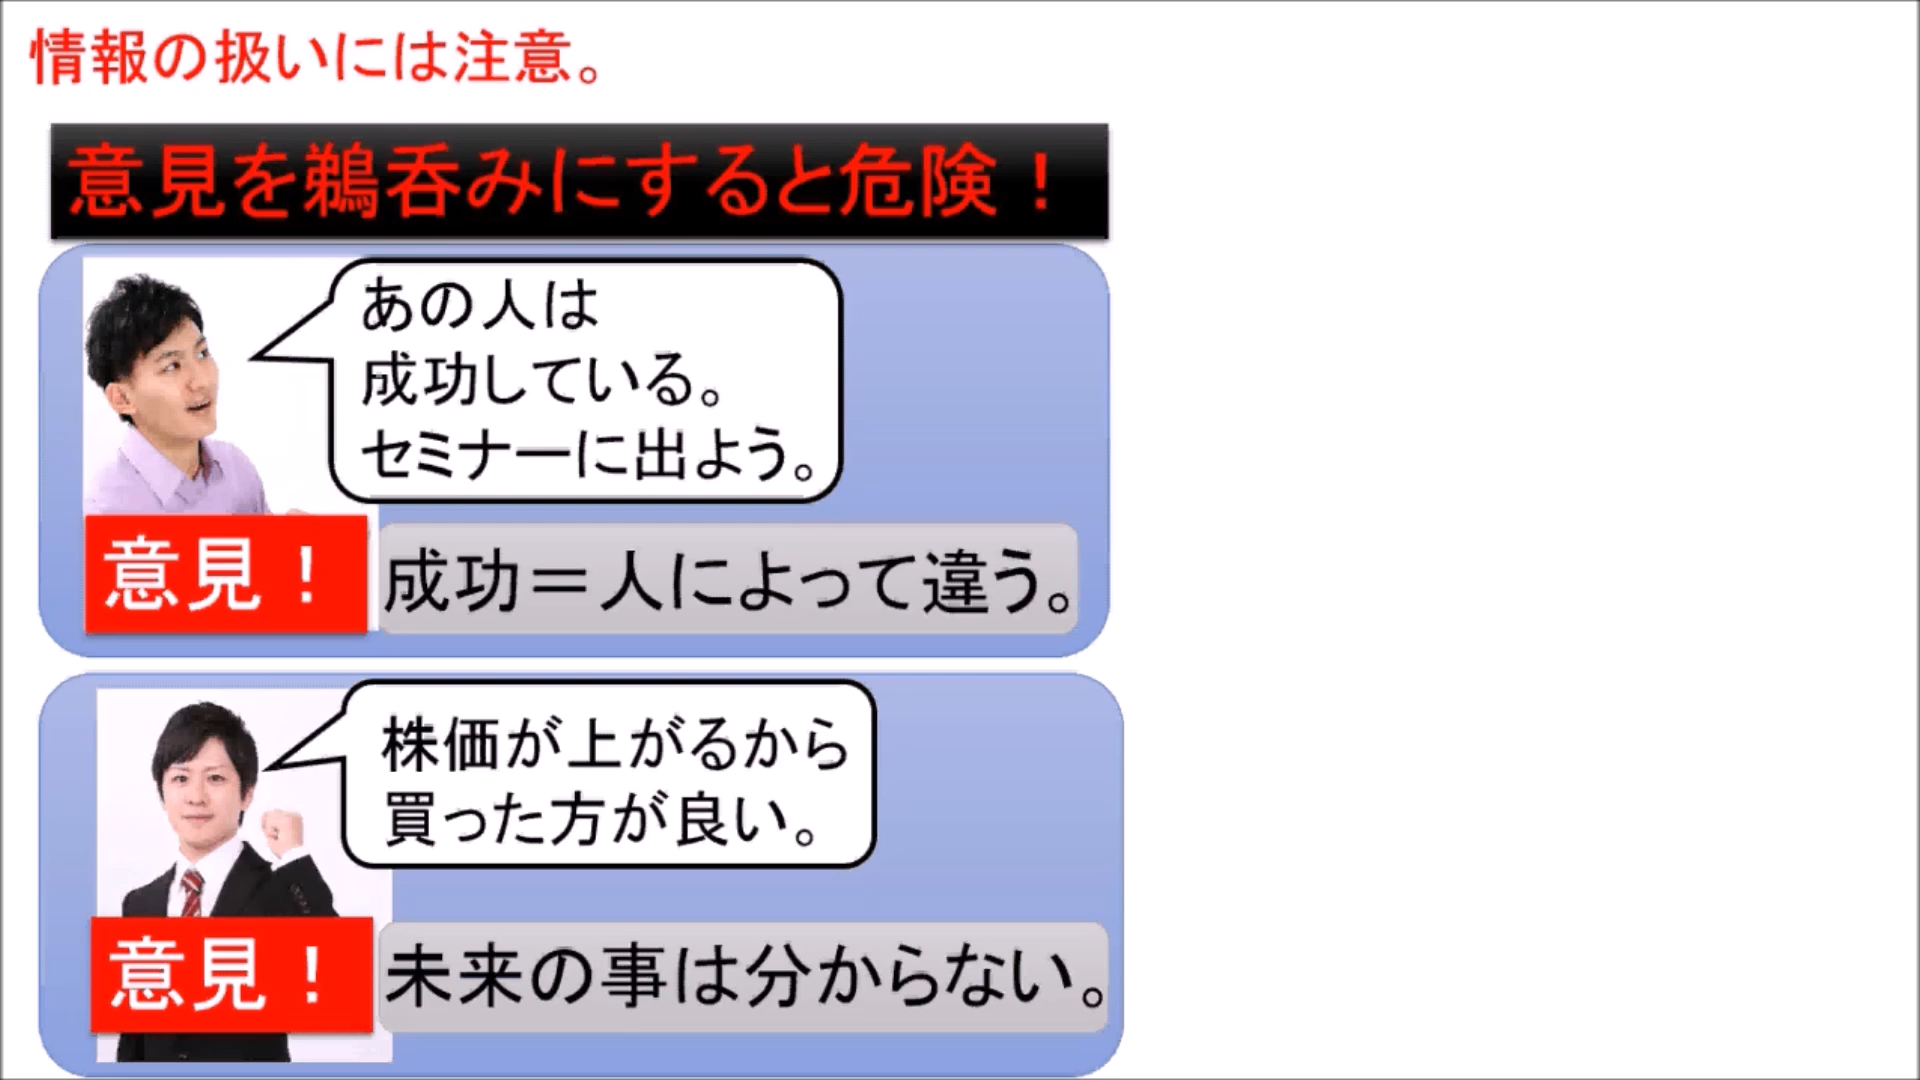 情報の扱いには注意。
意見を鵜呑みにすると危険！
あの人は
成功している。
セミナーに出よう。
意見！
成功＝人によって違う。
株価が上がるから
買った方が良い。
意見！
未来の事は分からない。